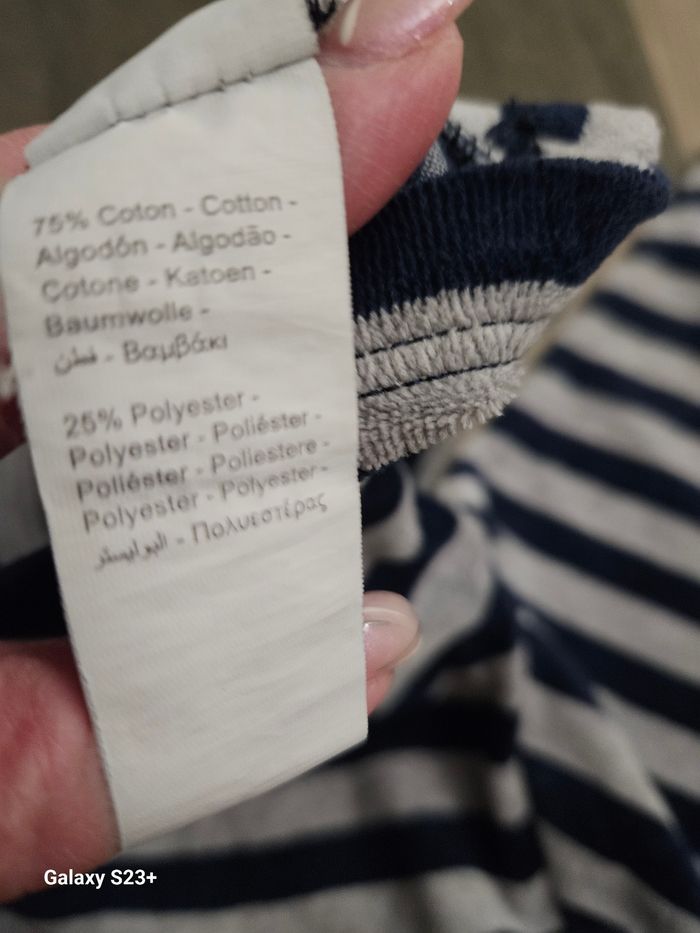 75% Coton - Cotton -
Algodón - Algodão -
Cotone - Katoen -
Baumwolle -
قطن - Βαμβάκι
25% Polyester -
Polyester - Poliéster -
Poliéster - Poliestere -
Polyester - Polyester -
البوليستر - Πολυεστέρας
Galaxy S23+